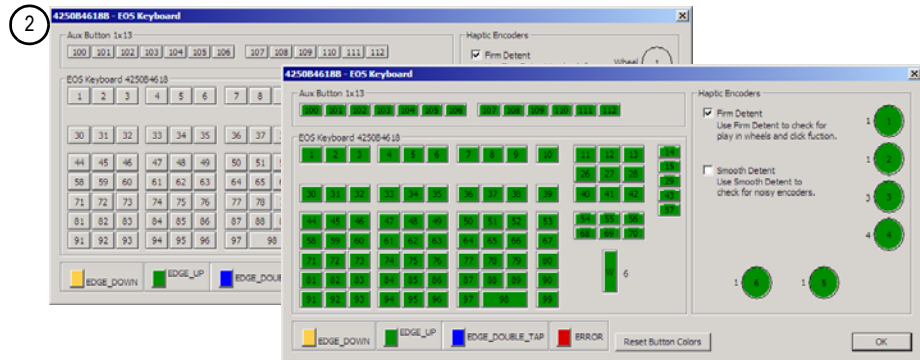 2
4250B4618B - EOS Keyboard
Aux Button 1x13
100 101 102 103 104 105 106 107 108 109 110 111 112
EOS Keyboard 4250B4618
1 2 3 4 5 6 7 8
30 31 32 33 34 35 36 37
44 45 46 47 48 49 50 51
58 59 60 61 62 63 64 65
71 72 73 74 75 76 77 78
81 82 83 84 85 86 87 88
91 92 93 94 95 96 97 98
EDGE_DOWN EDGE_UP
Haptic Encoders
Firm Detent
Wheel
4250B4618B - EOS Keyboard
Aux Button 1x13
100 101 102 103 104 105 106 107 108 109 110 111 112
EOS Keyboard 4250B4618
1 2 3 4 5 6 7 8 9 10 11 12 13 14
15
26 27 28 29
30 31 32 33 34 35 36 37 38 39 40 41 42 43
44 45 46 47 48 49 50 51 52 53 54 55 56 57
58 59 60 61 62 63 64 65 66 67 68 69 70
71 72 73 74 75 76 77 78 79 80
81 82 83 84 85 86 87 88 89 90
91 92 93 94 95 96 97 98 99
W 6
EDGE_DOWN EDGE_UP EDGE_DOUBLE_TAP ERROR Reset Button Colors
Haptic Encoders
Firm Detent
Use Firm Detent to check for
play in wheels and click fuction.
Smooth Detent
Use Smooth Detent to
check for noisy encoders.
1 1
1 2
3 3
4 4
1 6 1 5
OK